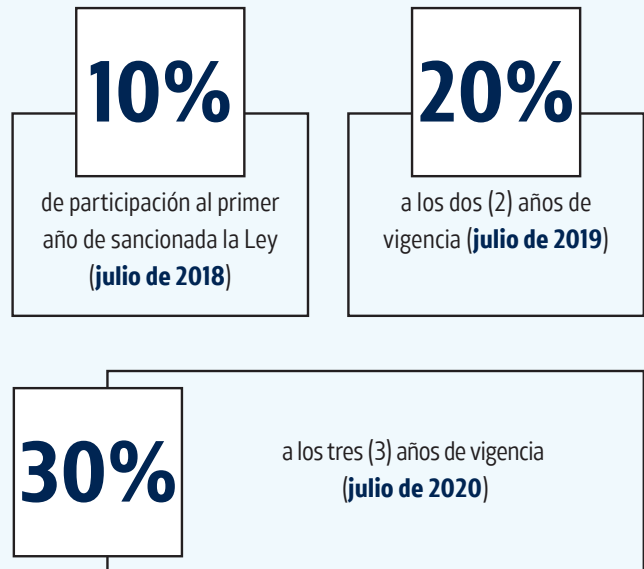 10%
de participación al primer
año de sancionada la Ley
(julio de 2018)
20%
a los dos (2) años de
vigencia (julio de 2019)
30%
a los tres (3) años de vigencia
(julio de 2020)